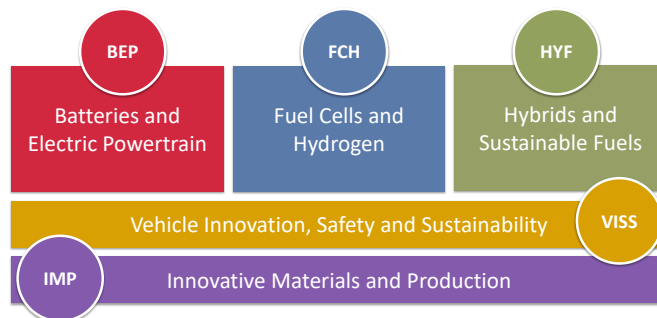 BEP
FCH
HYF
Batteries and
Electric Powertrain
Fuel Cells and
Hydrogen
Hybrids and
Sustainable Fuels
Vehicle Innovation, Safety and Sustainability
VISS
IMP
Innovative Materials and Production